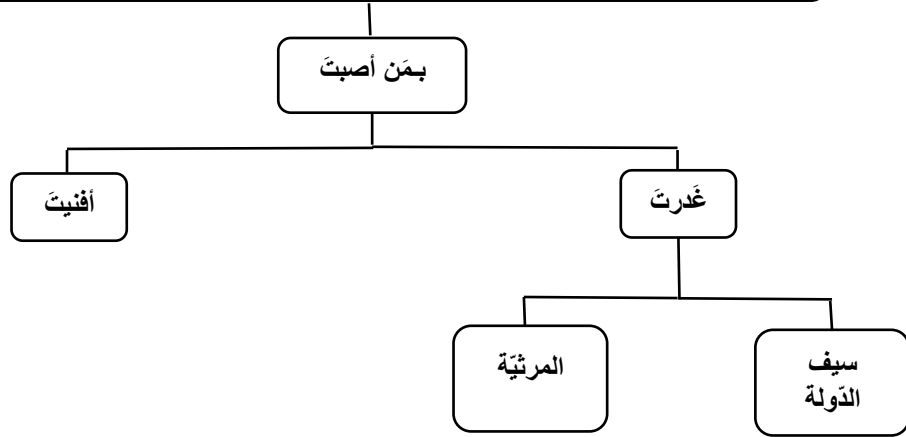 بـمَن أصبتَ
غَدرتَ
أفنيتَ
سيف
الدّولة
المرثيّة